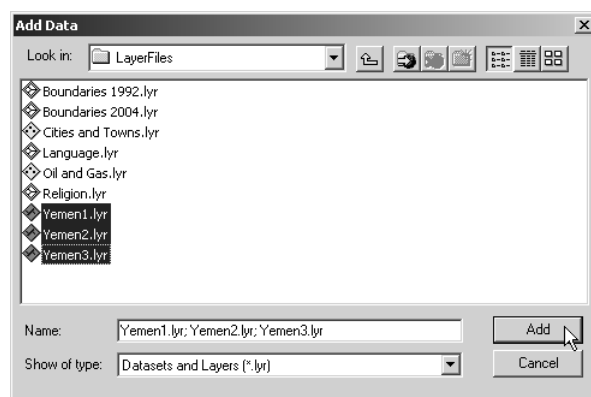 Add Data
Look in: LayerFiles
Boundaries 1992.lyr
Boundaries 2004.lyr
Cities and Towns.lyr
Language.lyr
Oil and Gas.lyr
Religion.lyr
Yemen1.lyr
Yemen2.lyr
Yemen3.lyr
Name: Yemen1.lyr; Yemen2.lyr; Yemen3.lyr Add
Show of type: Datasets and Layers (*.lyr) Cancel